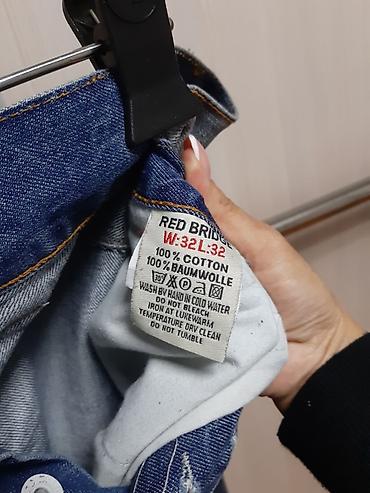 RED BRIDGE
W:32L:32
100% COTTON
100% BAUMWOLLE
WASH BY HAND IN COLD WATER
DO NOT BLEACH
IRON AT LUKEWARM
TEMPERATURE DRY CLEAN
DO NOT TUMBLE